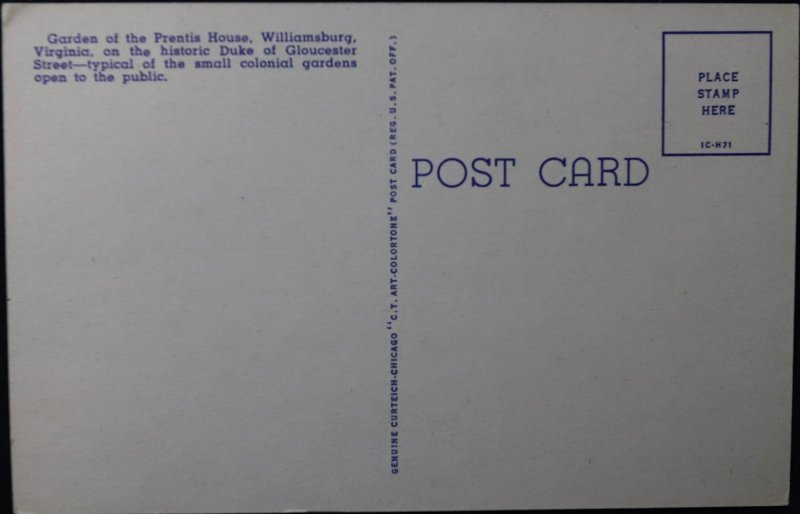 Garden of the Prentis House, Williamsburg,
Virginia, on the historic Duke of Gloucester
Street—typical of the small colonial gardens
open to the public.
GENUINE CURTEICH-CHICAGO "C.T. ART-COLORTONE" POST CARD (REG. U.S. PAT. OFF.)
POST CARD
PLACE
STAMP
HERE
1C-H71